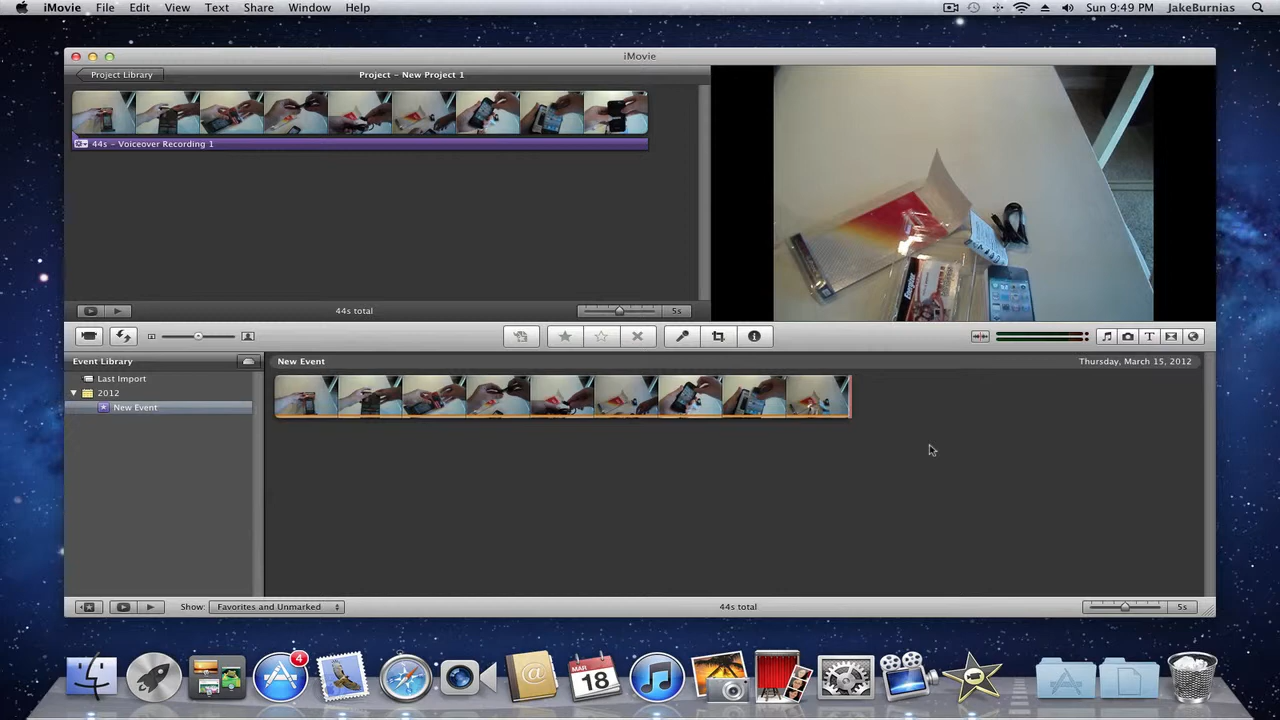 iMovie File Edit View Text Share Window Help Sun 9:49 PM JakeBurnias
iMovie
Project Library Project - New Project 1
44s - Voiceover Recording 1
44s total 5s
Event Library New Event Thursday, March 15, 2012
Last Import
2012
New Event
Show: Favorites and Unmarked 44s total 5s
4
MAR
18